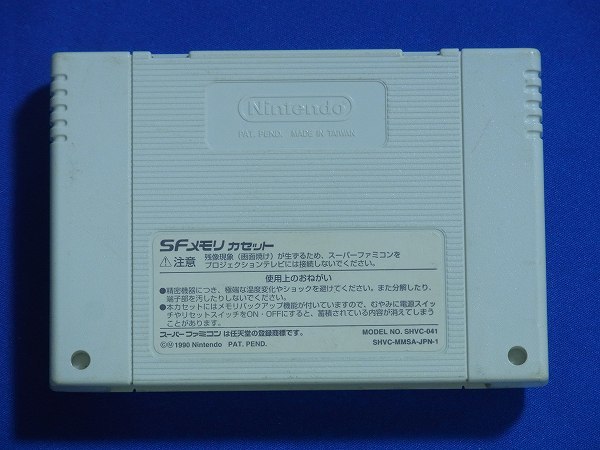 Nintendo
PAT. PEND. MADE IN TAIWAN
SFメモリ カセット
⚠注意 残像現象(画面焼け)が生ずるため、スーパーファミコンを
プロジェクションテレビには接続しないでください。
使用上のおねがい
●精密機器につき、極端な温度変化やショックを避けてください。また分解したり、
端子部を汚したりしないでください。
●本カセットにはメモリバックアップ機能が付いていますので、むやみに電源スイッ
チやリセットスイッチをON・OFFにすると、蓄積されている内容が消えてしまう
ことがあります。
スーパーファミコンは任天堂の登録商標です。
MODEL NO. SHVC-041
©Ⓜ1990 Nintendo PAT. PEND.
SHVC-MMSA-JPN-1